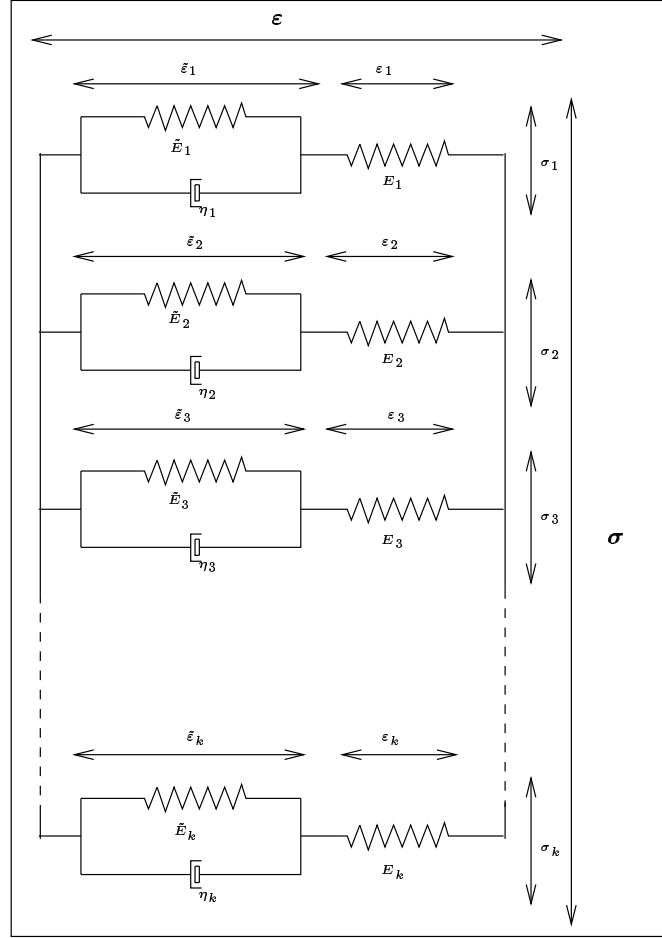 ε
ε̃₁ ε₁
Ẽ₁ σ₁
E₁
η₁
ε̃₂ ε₂
Ẽ₂
E₂ σ₂
η₂
ε̃₃ ε₃
Ẽ₃
E₃ σ₃
σ
η₃
ε̃ₖ εₖ
Ẽₖ
Eₖ σₖ
ηₖ